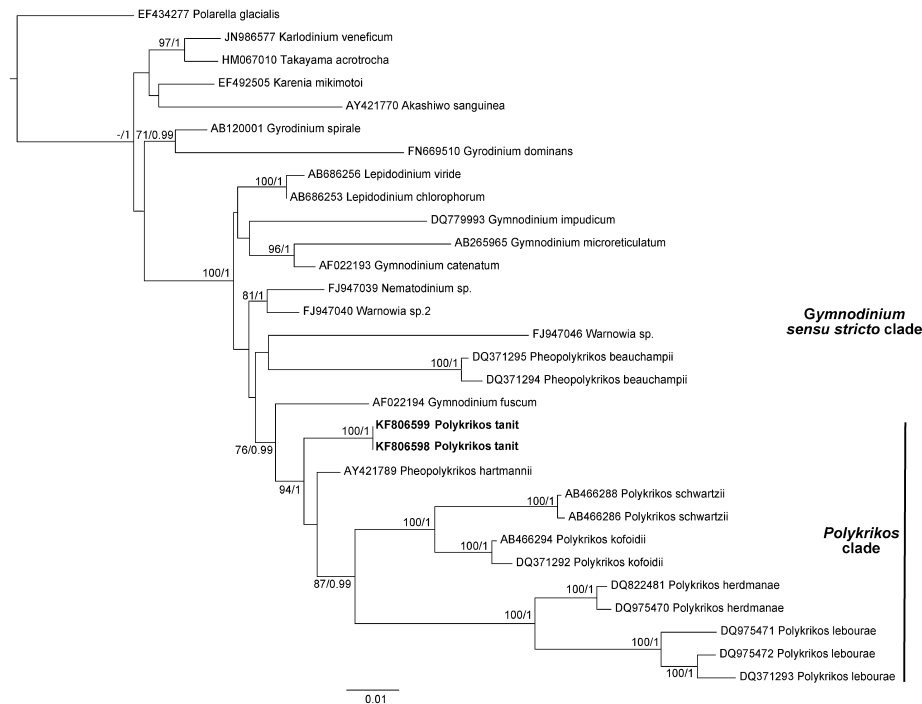 EF434277 Polarella glacialis
JN986577 Karlodinium veneficum
97/1
HM067010 Takayama acrotrocha
EF492505 Karenia mikimotoi
AY421770 Akashiwo sanguinea
AB120001 Gyrodinium spirale
-/1
71/0.99
FN669510 Gyrodinium dominans
AB686256 Lepidodinium viride
100/1
AB686253 Lepidodinium chlorophorum
DQ779993 Gymnodinium impudicum
AB265965 Gymnodinium microreticulatum
96/1
AF022193 Gymnodinium catenatum
100/1
FJ947039 Nematodinium sp.
81/1
FJ947040 Warnowia sp.2
Gymnodinium
sensu stricto clade
FJ947046 Warnowia sp.
DQ371295 Pheopolykrikos beauchampii
100/1
DQ371294 Pheopolykrikos beauchampii
AF022194 Gymnodinium fuscum
KF806599 Polykrikos tanit
100/1
KF806598 Polykrikos tanit
76/0.99
AY421789 Pheopolykrikos hartmannii
94/1
AB466288 Polykrikos schwartzii
100/1
AB466286 Polykrikos schwartzii
100/1
AB466294 Polykrikos kofoidii
100/1
DQ371292 Polykrikos kofoidii
Polykrikos
clade
87/0.99
DQ822481 Polykrikos herdmanae
100/1
DQ975470 Polykrikos herdmanae
100/1
DQ975471 Polykrikos lebourae
100/1
DQ975472 Polykrikos lebourae
100/1
DQ371293 Polykrikos lebourae
0.01